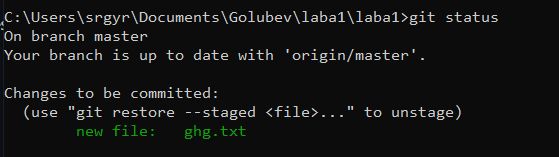 C:\Users\srgyr\Documents\Golubev\laba1\laba1>git status
On branch master
Your branch is up to date with 'origin/master'.
Changes to be committed:
(use "git restore --staged <file>..." to unstage)
new file: ghg.txt